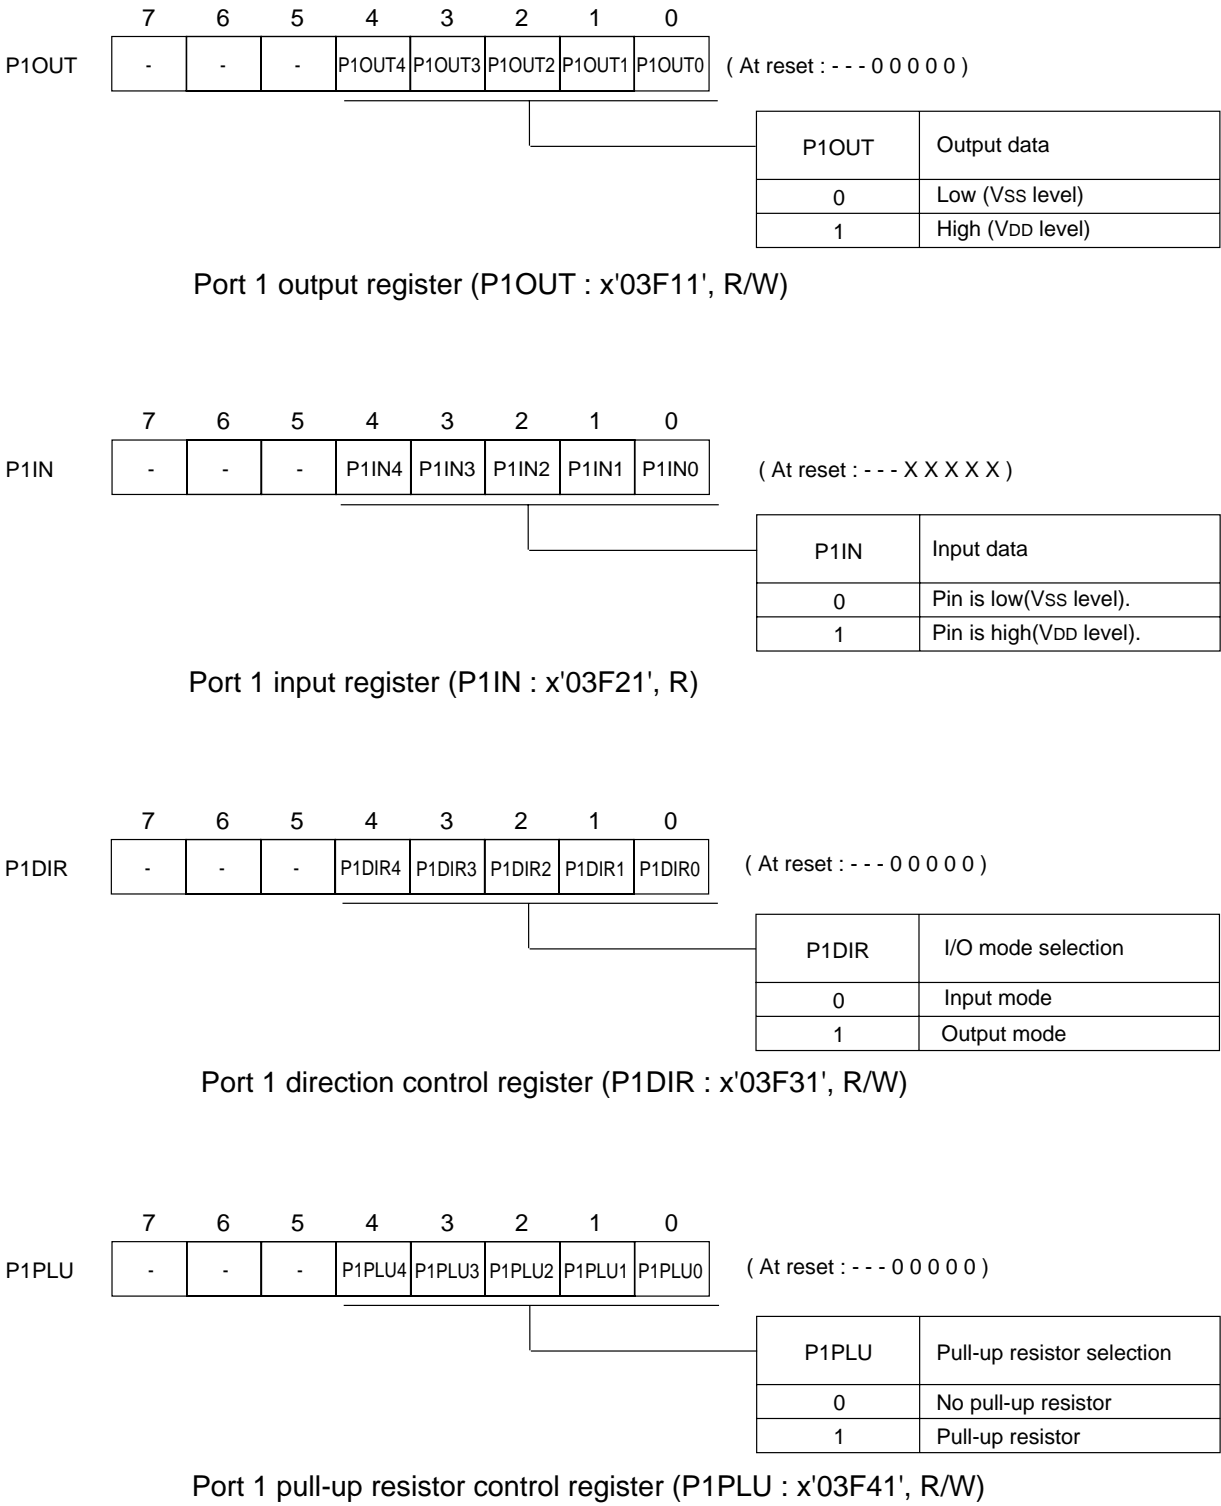 7 6 5 4 3 2 1 0
P1OUT - - - P1OUT4 P1OUT3 P1OUT2 P1OUT1 P1OUT0 ( At reset : - - - 0 0 0 0 0 )
P1OUT Output data
0 Low (VSS level)
1 High (VDD level)
Port 1 output register (P1OUT : x'03F11', R/W)
7 6 5 4 3 2 1 0
P1IN - - - P1IN4 P1IN3 P1IN2 P1IN1 P1IN0 ( At reset : - - - X X X X X )
P1IN Input data
0 Pin is low(VSS level).
1 Pin is high(VDD level).
Port 1 input register (P1IN : x'03F21', R)
7 6 5 4 3 2 1 0
P1DIR - - - P1DIR4 P1DIR3 P1DIR2 P1DIR1 P1DIR0 ( At reset : - - - 0 0 0 0 0 )
P1DIR I/O mode selection
0 Input mode
1 Output mode
Port 1 direction control register (P1DIR : x'03F31', R/W)
7 6 5 4 3 2 1 0
P1PLU - - - P1PLU4 P1PLU3 P1PLU2 P1PLU1 P1PLU0 ( At reset : - - - 0 0 0 0 0 )
P1PLU Pull-up resistor selection
0 No pull-up resistor
1 Pull-up resistor
Port 1 pull-up resistor control register (P1PLU : x'03F41', R/W)